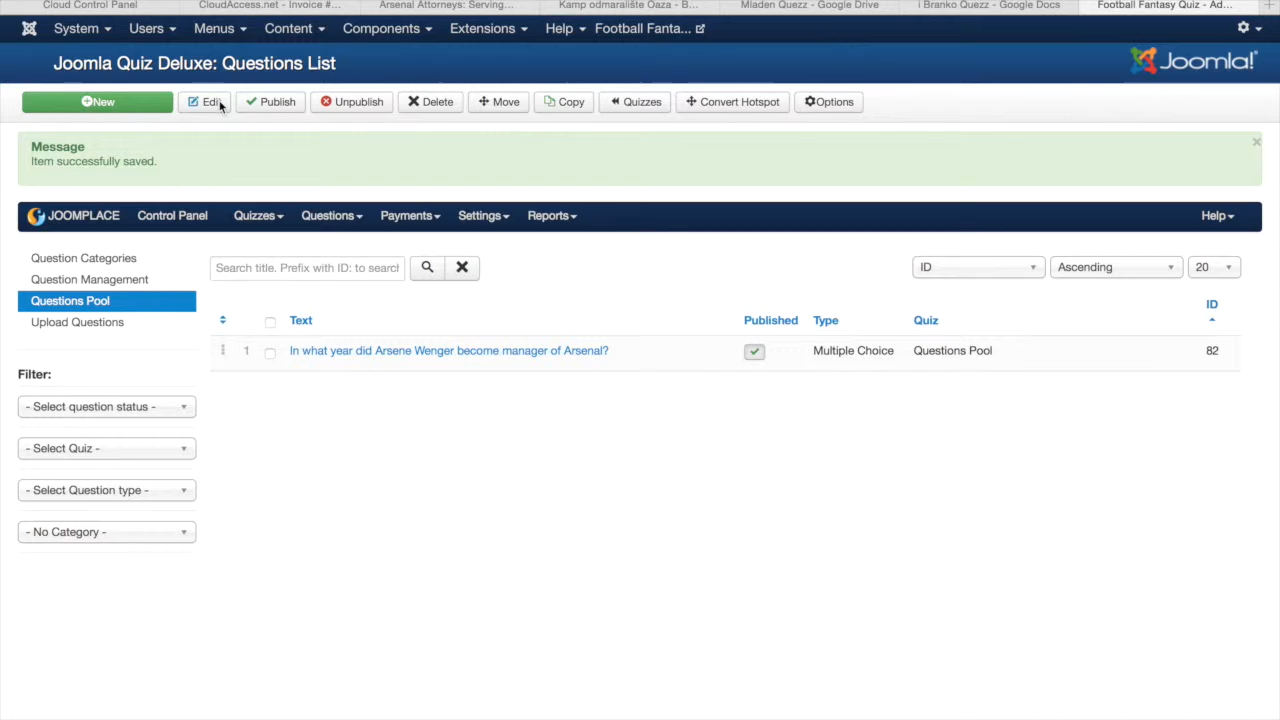 Cloud Control Panel CloudAccess.net - Invoice #... Arsenal Attorneys: Serving... Kamp odmaralište Oaza - B... Mladen Quezz - Google Drive i Branko Quezz - Google Docs Football Fantasy Quiz - Ad...
System Users Menus Content Components Extensions Help Football Fanta...
Joomla Quiz Deluxe: Questions List
Joomla!
New Edit Publish Unpublish Delete Move Copy Quizzes Convert Hotspot Options
Message
Item successfully saved.
JOOMPLACE Control Panel Quizzes Questions Payments Settings Reports Help
Question Categories
Question Management
Questions Pool
Upload Questions
Search title. Prefix with ID: to search
ID Ascending 20
Text Published Type Quiz ID
1 In what year did Arsene Wenger become manager of Arsenal? Multiple Choice Questions Pool 82
Filter:
- Select question status -
- Select Quiz -
- Select Question type -
- No Category -